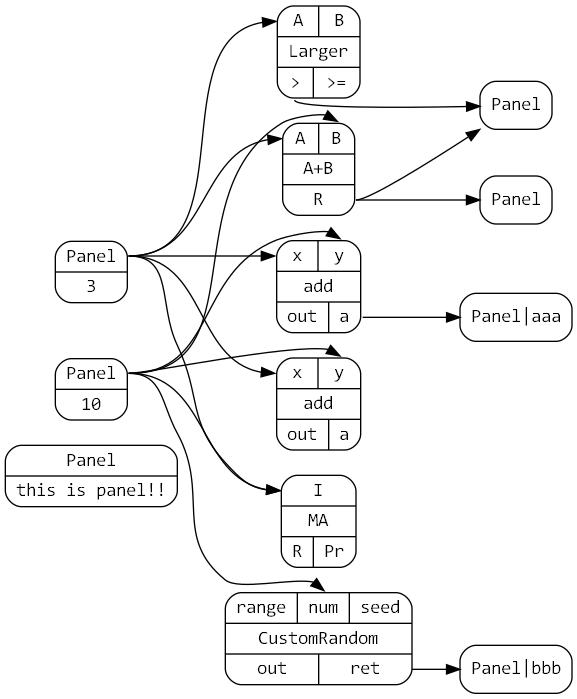 A B
Larger
> >=
Panel
A B
A+B
R
Panel
Panel
3
x y
add
out a
Panel|aaa
Panel
10
x y
add
out a
Panel
this is panel!!
I
MA
R Pr
range num seed
CustomRandom
out ret
Panel|bbb